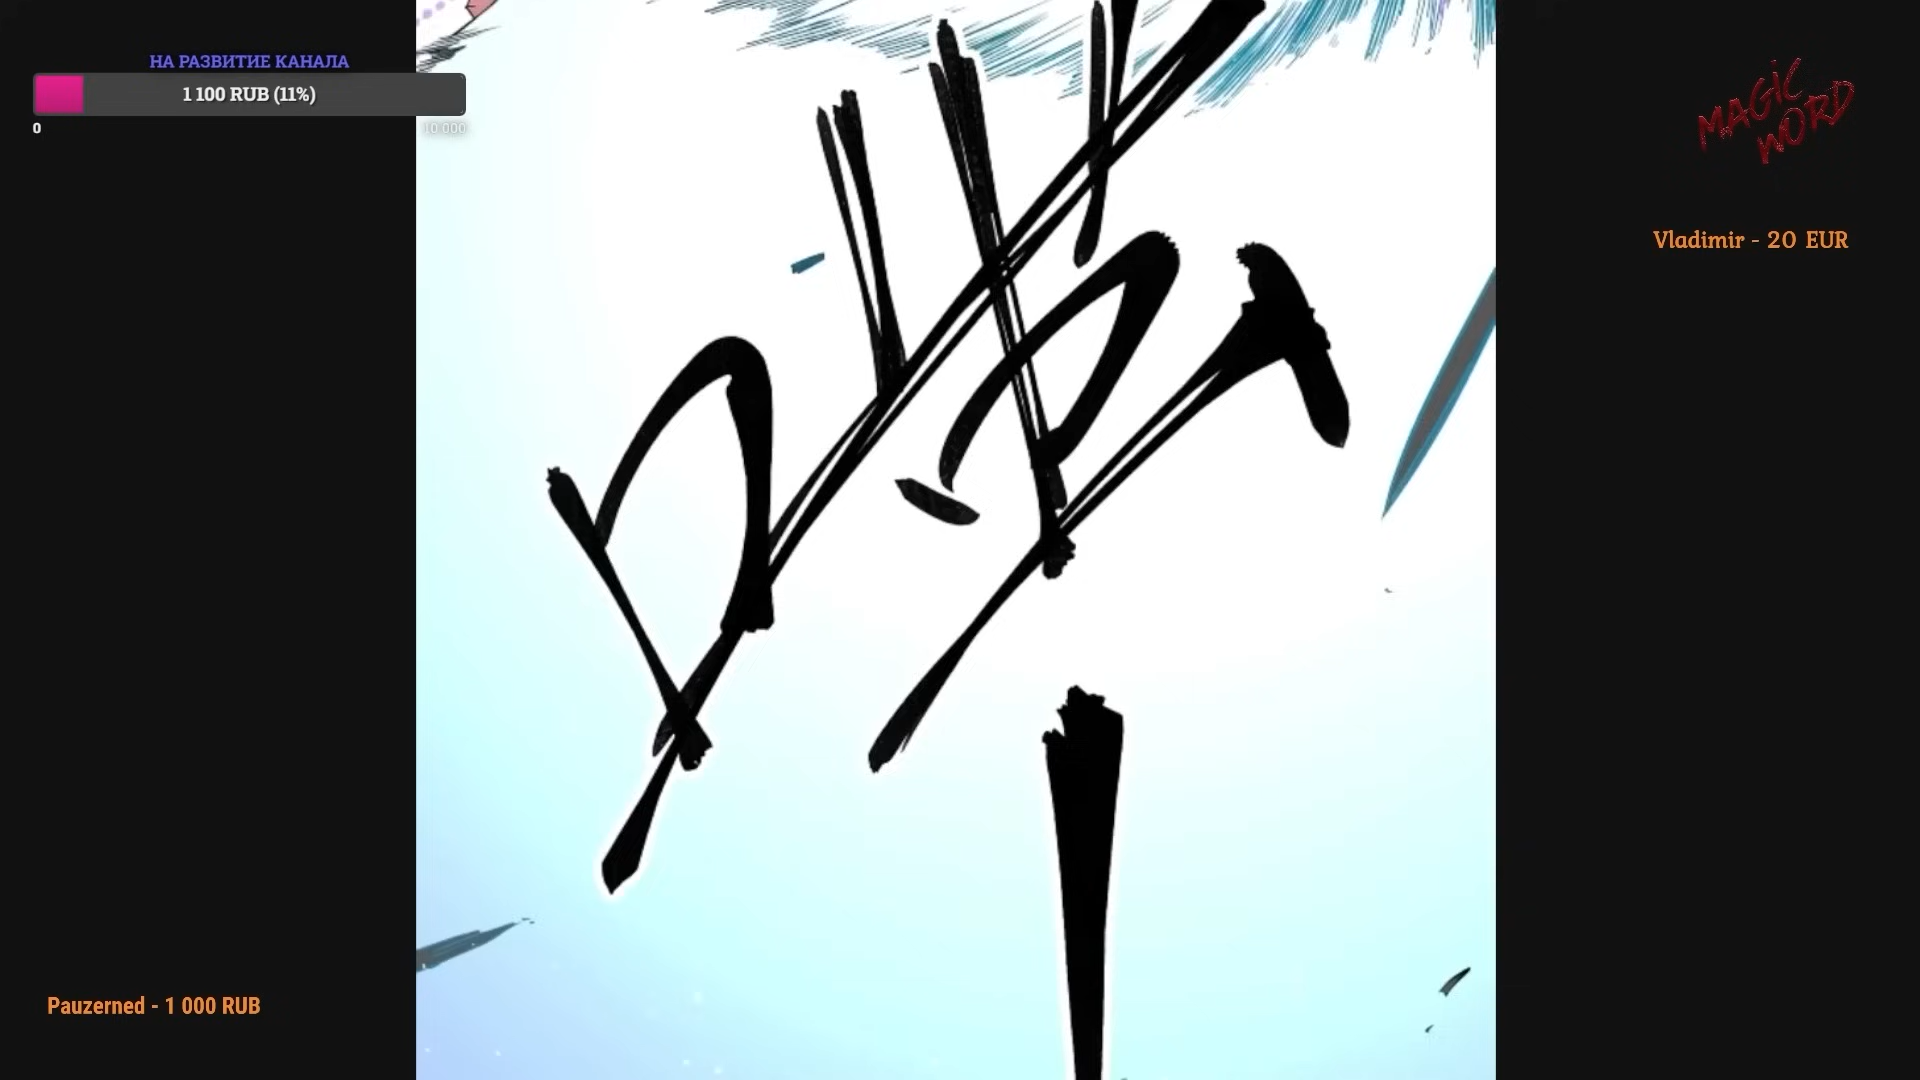 НА РАЗВИТИЕ КАНАЛА
1 100 RUB (11%)
0
10 000
MAGIC
WORD
Vladimir - 20 EUR
Pauzerned - 1 000 RUB